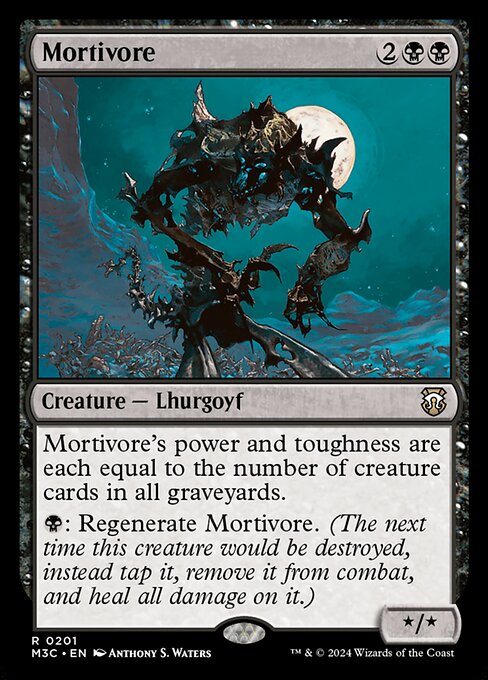 Mortivore 2
Creature — Lhurgoyf
Mortivore's power and toughness are
each equal to the number of creature
cards in all graveyards.
: Regenerate Mortivore. (The next
time this creature would be destroyed,
instead tap it, remove it from combat,
and heal all damage on it.)
★/★
R 0201
M3C • EN Anthony S. Waters
™ & © 2024 Wizards of the Coast